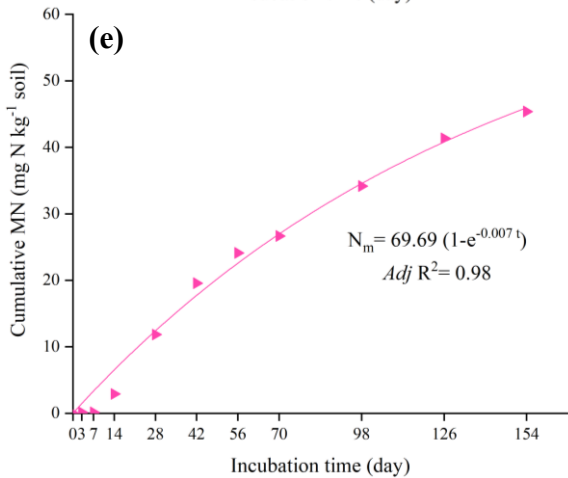 (e)
60
50
40
30
20
10
0
Cumulative MN (mg N kg⁻¹ soil)
Nₘ= 69.69 (1-e⁻⁰·⁰⁰⁷ ᵗ)
Adj R²= 0.98
0 3 7 14 28 42 56 70 98 126 154
Incubation time (day)